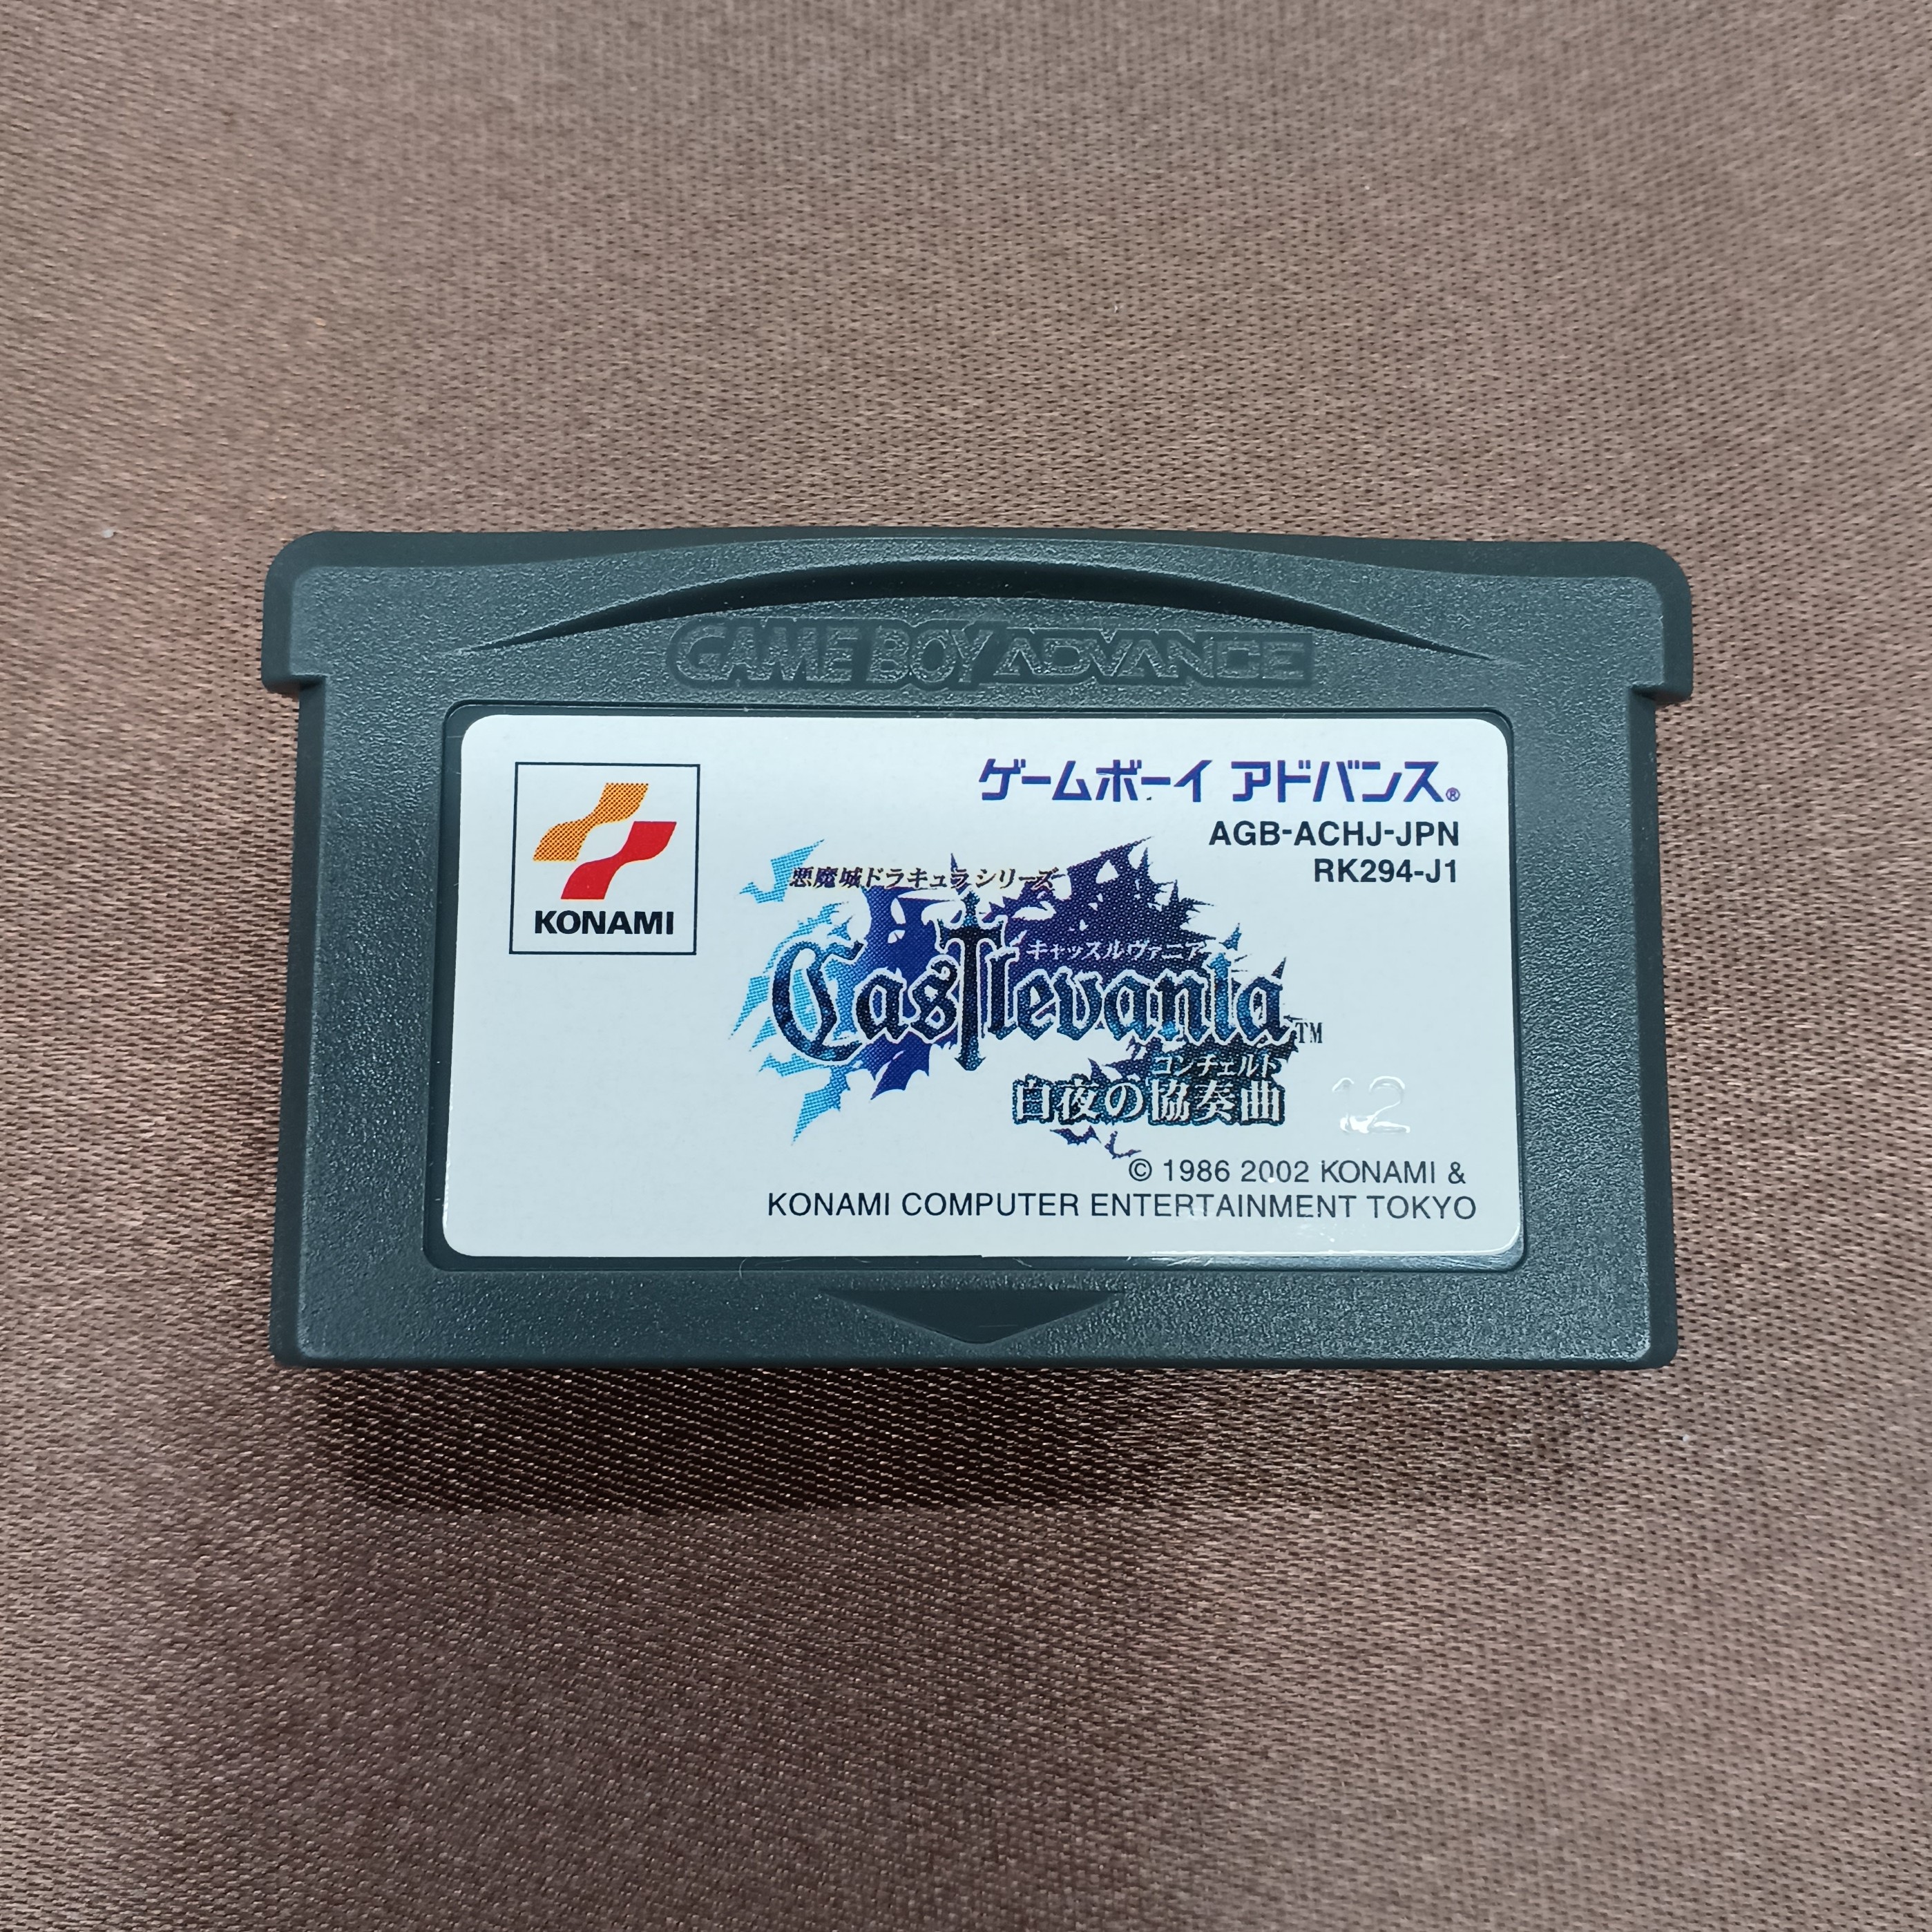 GAME BOY ADVANCE
KONAMI
ゲームボーイ アドバンス®
AGB-ACHJ-JPN
RK294-J1
悪魔城ドラキュラシリーズ
キャッスルヴァニア
Castlevania™
コンチェルト
白夜の協奏曲
12
© 1986 2002 KONAMI &
KONAMI COMPUTER ENTERTAINMENT TOKYO